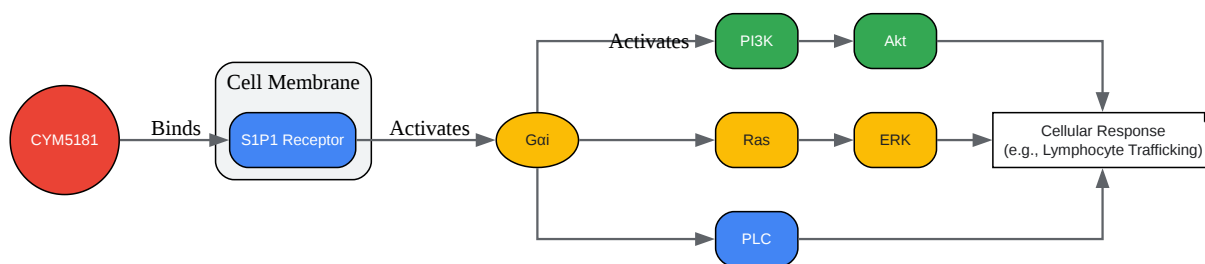 CYM5181
Binds
Cell Membrane
S1P1 Receptor
Activates
Gαi
Activates
PI3K
Akt
Ras
ERK
PLC
Cellular Response
(e.g., Lymphocyte Trafficking)